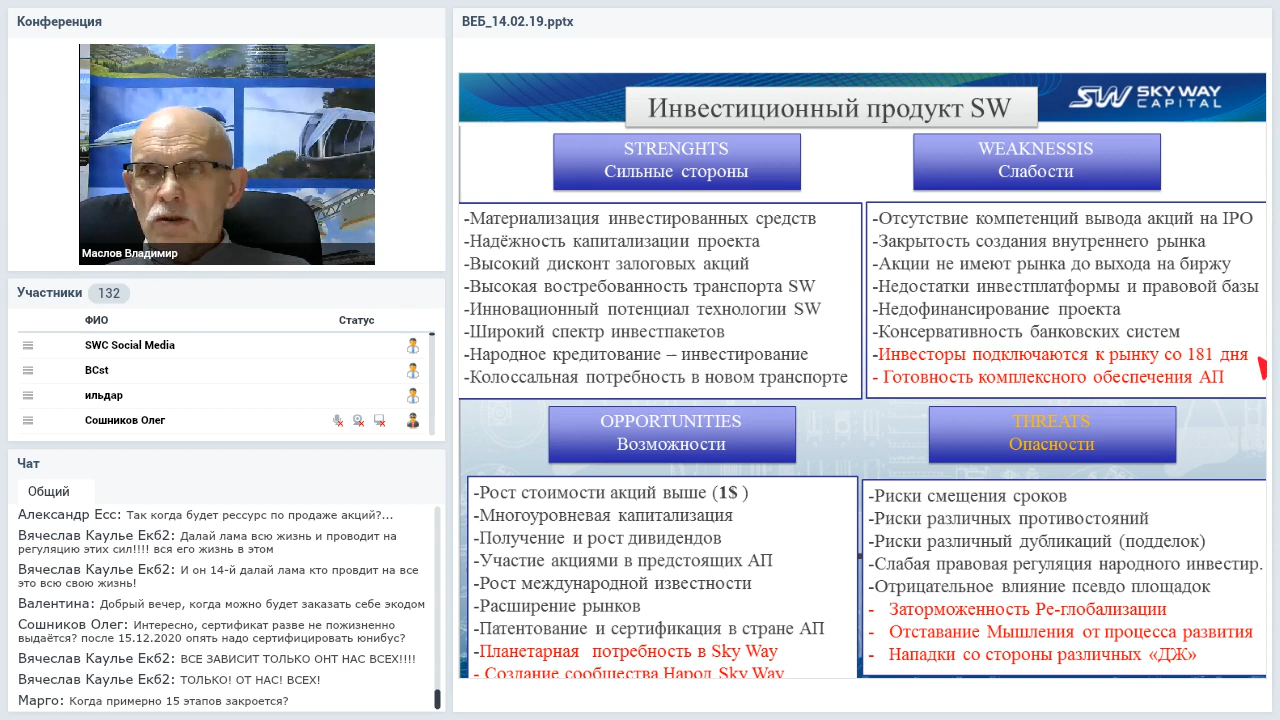 Конференция
Маслов Владимир
Участники 132
ФИО Статус
SWC Social Media
BCst
ильдар
Сошников Олег
Чат
Общий
Александр Есс: Так когда будет рессурс по продаже акций?...
Вячеслав Каулье Екб2: Далай лама всю жизнь и проводит на
регуляцию этих сил!!!! вся его жизнь в этом
Вячеслав Каулье Екб2: И он 14-й далай лама кто провдит на все
это всю свою жизнь!
Валентина: Добрый вечер, когда можно будет заказать себе экодом
Сошников Олег: Интересно, сертификат разве не пожизненно
выдаётся? после 15.12.2020 опять надо сертифицировать юнибус?
Вячеслав Каулье Екб2: ВСЕ ЗАВИСИТ ТОЛЬКО ОНТ НАС ВСЕХ!!!!
Вячеслав Каулье Екб2: ТОЛЬКО! ОТ НАС! ВСЕХ!
Марго: Когда примерно 15 этапов закроется?
ВЕБ_14.02.19.pptx
Инвестиционный продукт SW
SW SKY WAY
CAPITAL
STRENGHTS
Сильные стороны
-Материализация инвестированных средств
-Надёжность капитализации проекта
-Высокий дисконт залоговых акций
-Высокая востребованность транспорта SW
-Инновационный потенциал технологии SW
-Широкий спектр инвестпакетов
-Народное кредитование – инвестирование
-Колоссальная потребность в новом транспорте
WEAKNESSIS
Слабости
-Отсутствие компетенций вывода акций на IPO
-Закрытость создания внутреннего рынка
-Акции не имеют рынка до выхода на биржу
-Недостатки инвестплатформы и правовой базы
-Недофинансирование проекта
-Консервативность банковских систем
-Инвесторы подключаются к рынку со 181 дня
- Готовность комплексного обеспечения АП
OPPORTUNITIES
Возможности
-Рост стоимости акций выше (1$ )
-Многоуровневая капитализация
-Получение и рост дивидендов
-Участие акциями в предстоящих АП
-Рост международной известности
-Расширение рынков
-Патентование и сертификация в стране АП
-Планетарная потребность в Sky Way
- Создание сообщества Народ Sky Way
THREATS
Опасности
-Риски смещения сроков
-Риски различных противостояний
-Риски различный дубликаций (подделок)
-Слабая правовая регуляция народного инвестир.
-Отрицательное влияние псевдо площадок
- Заторможенность Ре-глобализации
- Отставание Мышления от процесса развития
- Нападки со стороны различных «ДЖ»